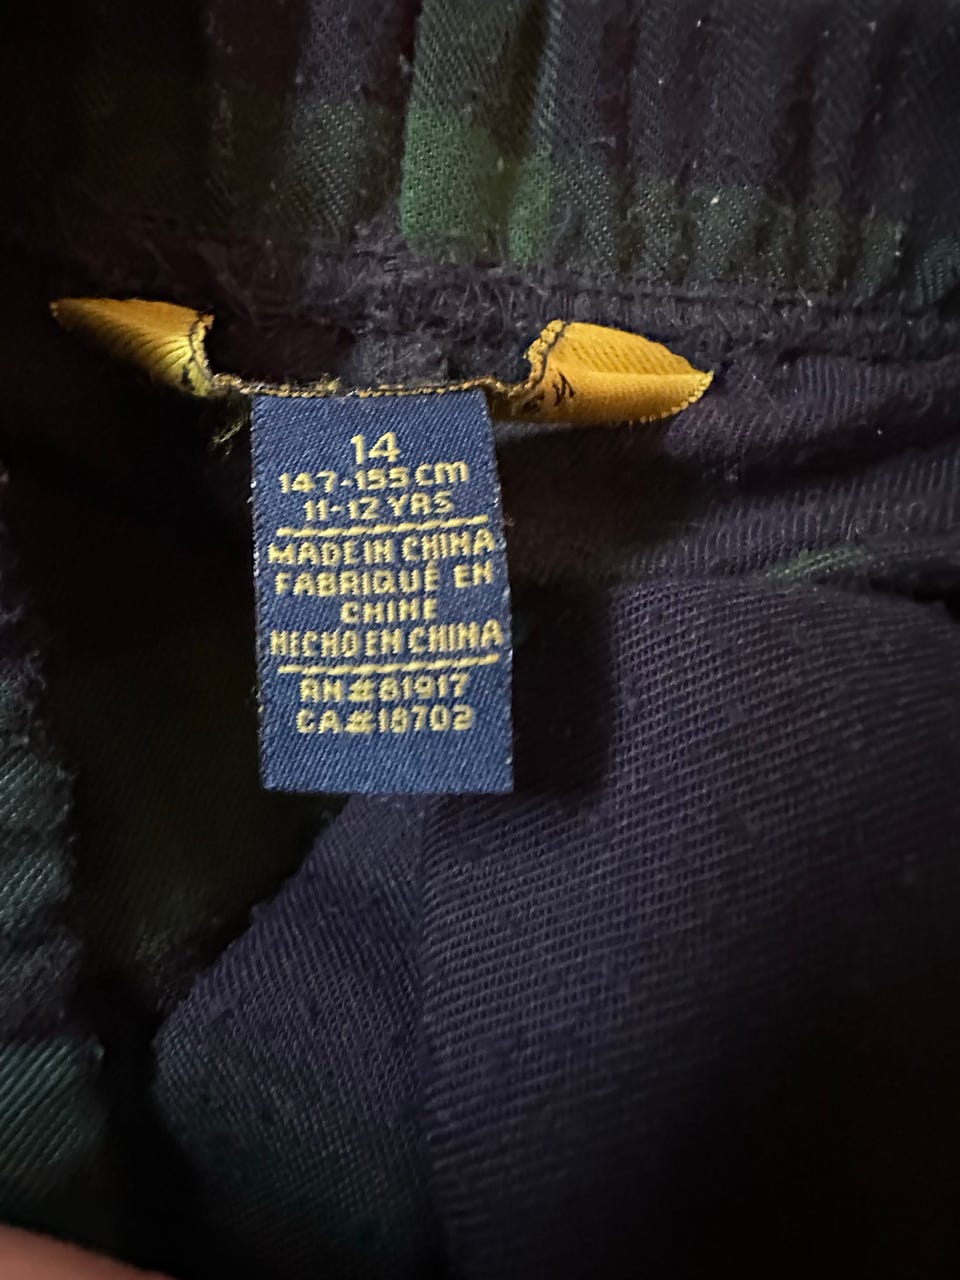 14
147-155 cm
11-12 YRS
MADE IN CHINA
FABRIQUÉ EN
CHINE
HECHO EN CHINA
RN#81917
CA#18702